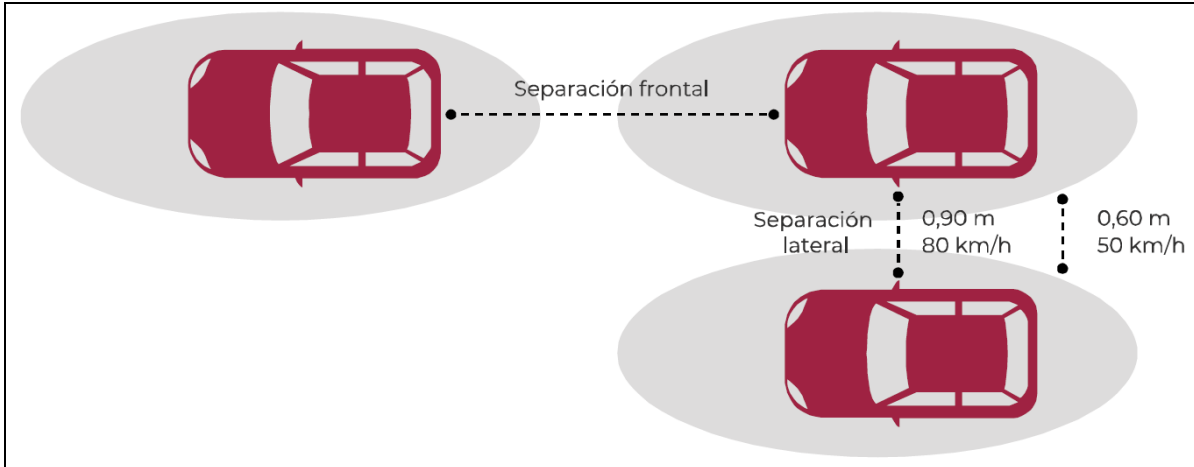 Separación frontal
Separación
lateral
0,90 m
80 km/h
0,60 m
50 km/h